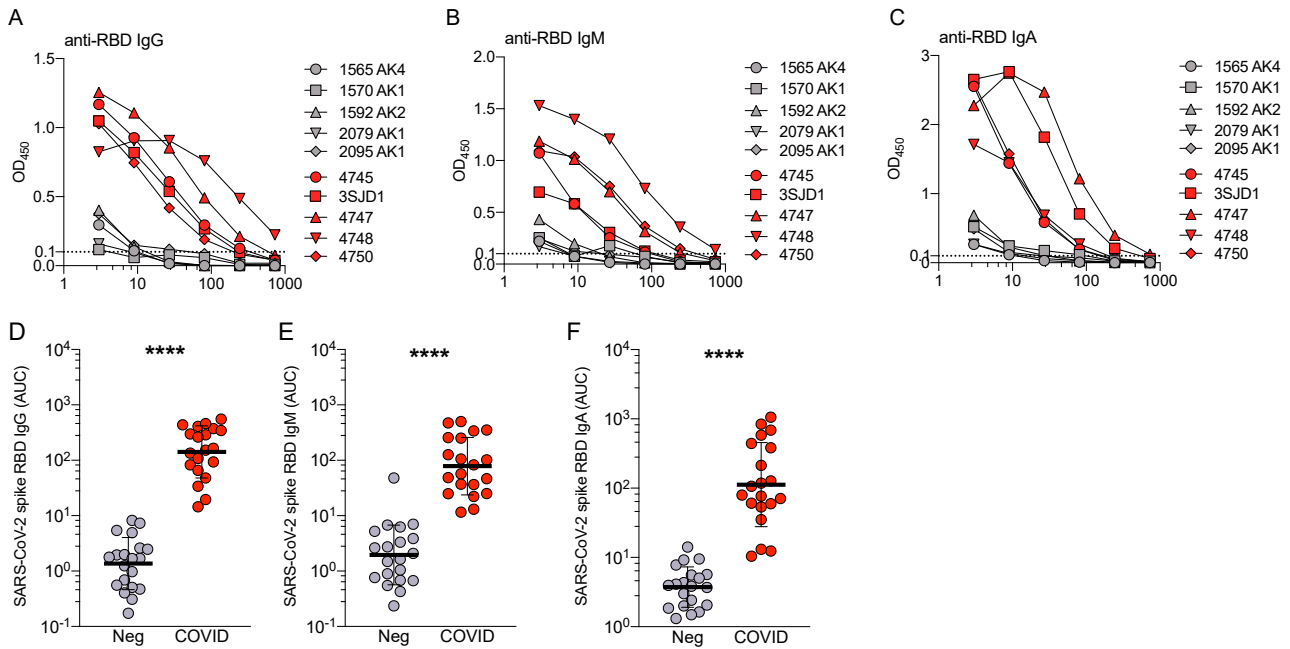 A
anti-RBD IgG
OD450
1.5
1.0
0.5
0.1
0.0
1
10
100
1000
1565 AK4
1570 AK1
1592 AK2
2079 AK1
2095 AK1
4745
3SJD1
4747
4748
4750
B
anti-RBD IgM
OD450
2.0
1.5
1.0
0.5
0.1
0.0
1
10
100
1000
1565 AK4
1570 AK1
1592 AK2
2079 AK1
2095 AK1
4745
3SJD1
4747
4748
4750
C
anti-RBD IgA
OD450
3
2
1
1
10
100
1000
1565 AK4
1570 AK1
1592 AK2
2079 AK1
2095 AK1
4745
3SJD1
4747
4748
4750
D
SARS-CoV-2 spike RBD IgG (AUC)
10^4
10^3
10^2
10^1
10^0
10^-1
****
Neg
COVID
E
SARS-CoV-2 spike RBD IgM (AUC)
10^4
10^3
10^2
10^1
10^0
10^-1
****
Neg
COVID
F
SARS-CoV-2 spike RBD IgA (AUC)
10^4
10^3
10^2
10^1
10^0
****
Neg
COVID